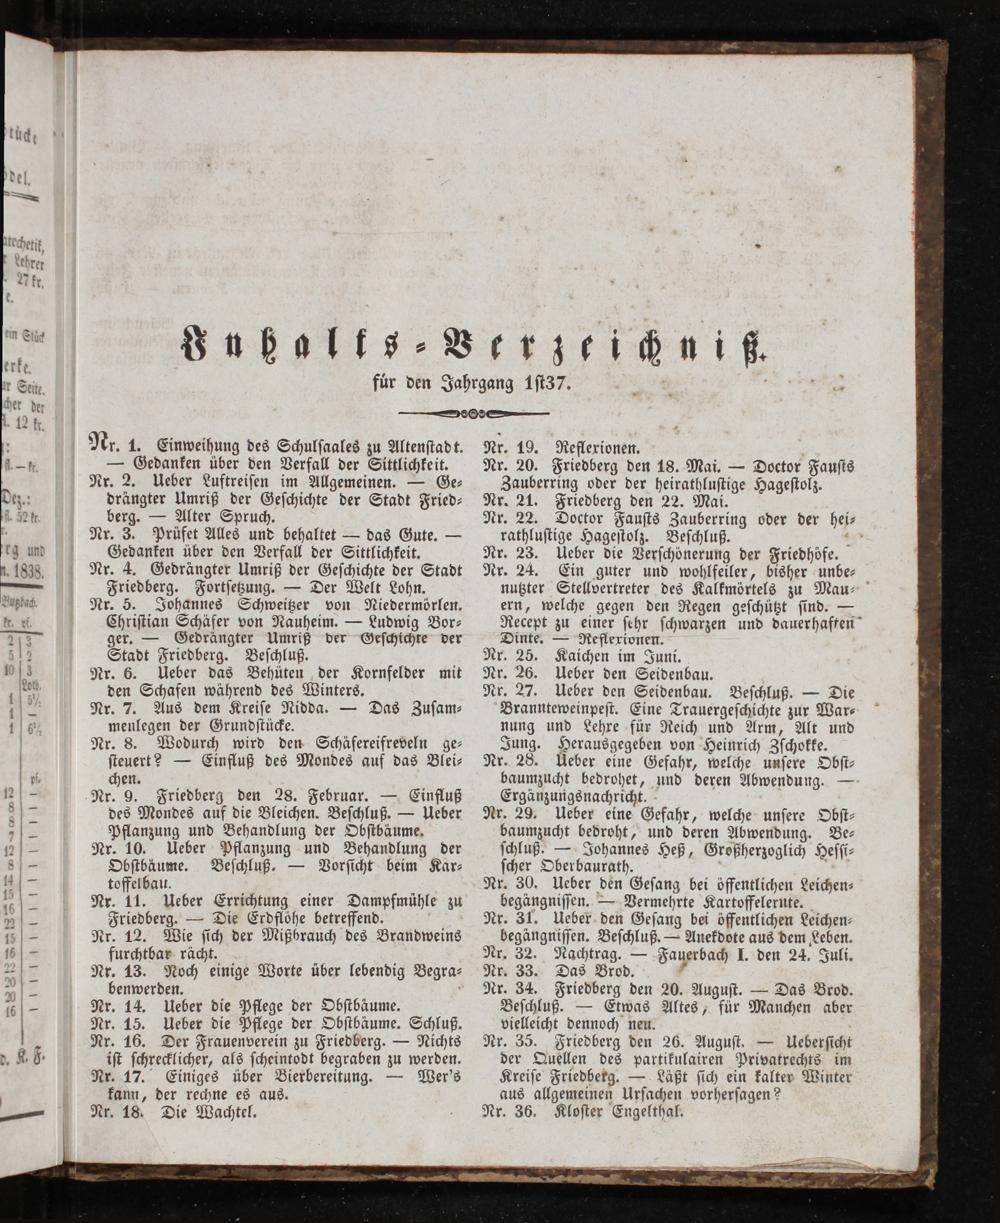 Inhalts-Verzeichniß.
für den Jahrgang 1ſt37.
Nr. 1. Einweihung des Schulſaales zu Altenſtadt.
— Gedanken über den Verfall der Sittlichkeit.
Nr. 2. Ueber Luftreiſen im Allgemeinen. — Ge-
drängter Umriß der Geſchichte der Stadt Fried-
berg. — Alter Spruch.
Nr. 3. Prüfet Alles und behaltet — das Gute. —
Gedanken über den Verfall der Sittlichkeit.
Nr. 4. Gedrängter Umriß der Geſchichte der Stadt
Friedberg. Fortſetzung. — Der Welt Lohn.
Nr. 5. Johannes Schweitzer von Niedermörlen.
Chriſtian Schäfer von Nauheim. — Ludwig Bor-
ger. — Gedrängter Umriß der Geſchichte der
Stadt Friedberg. Beſchluß.
Nr. 6. Ueber das Behüten der Kornfelder mit
den Schafen während des Winters.
Nr. 7. Aus dem Kreiſe Nidda. — Das Zuſam-
menlegen der Grundſtücke.
Nr. 8. Wodurch wird den Schäfereifreveln ge-
ſteuert? — Einfluß des Mondes auf das Blei-
chen.
Nr. 9. Friedberg den 28. Februar. — Einfluß
des Mondes auf die Bleichen. Beſchluß. — Ueber
Pflanzung und Behandlung der Obſtbäume.
Nr. 10. Ueber Pflanzung und Behandlung der
Obſtbäume. Beſchluß. — Vorſicht beim Kar-
toffelbau.
Nr. 11. Ueber Errichtung einer Dampfmühle zu
Friedberg. — Die Erdflöhe betreffend.
Nr. 12. Wie ſich der Mißbrauch des Brandweins
furchtbar rächt.
Nr. 13. Noch einige Worte über lebendig Begra-
benwerden.
Nr. 14. Ueber die Pflege der Obſtbäume.
Nr. 15. Ueber die Pflege der Obſtbäume. Schluß.
Nr. 16. Der Frauenverein zu Friedberg. — Nichts
iſt ſchrecklicher, als ſcheintodt begraben zu werden.
Nr. 17. Einiges über Bierbereitung. — Wer's
kann, der rechne es aus.
Nr. 18. Die Wachtel.
Nr. 19. Reflexionen.
Nr. 20. Friedberg den 18. Mai. — Doctor Fauſts
Zauberring oder der heirathluſtige Hageſtolz.
Nr. 21. Friedberg den 22. Mai.
Nr. 22. Doctor Fauſts Zauberring oder der hei-
rathluſtige Hageſtolz. Beſchluß.
Nr. 23. Ueber die Verſchönerung der Friedhöfe.
Nr. 24. Ein guter und wohlfeiler, bisher unbe-
nutzter Stellvertreter des Kalkmörtels zu Mau-
ern, welche gegen den Regen geſchützt ſind. —
Recept zu einer ſehr ſchwarzen und dauerhaften
Dinte. — Reflexionen.
Nr. 25. Kaichen im Juni.
Nr. 26. Ueber den Seidenbau.
Nr. 27. Ueber den Seidenbau. Beſchluß. — Die
Brannteweinpeſt. Eine Trauergeſchichte zur War-
nung und Lehre für Reich und Arm, Alt und
Jung. Herausgegeben von Heinrich Zſchokke.
Nr. 28. Ueber eine Gefahr, welche unſere Obſt-
baumzucht bedrohet, und deren Abwendung. —
Ergänzungsnachricht.
Nr. 29. Ueber eine Gefahr, welche unſere Obſt-
baumzucht bedroht, und deren Abwendung. Be-
ſchluß. — Johannes Heß, Großherzoglich Heſſi-
ſcher Oberbaurath.
Nr. 30. Ueber den Geſang bei öffentlichen Leichen-
begängniſſen. — Vermehrte Kartoffelernte.
Nr. 31. Ueber den Geſang bei öffentlichen Leichen-
begängniſſen. Beſchluß. — Anekdote aus dem Leben.
Nr. 32. Nachtrag. — Fauerbach I. den 24. Juli.
Nr. 33. Das Brod.
Nr. 34. Friedberg den 20. Auguſt. — Das Brod.
Beſchluß. — Etwas Altes, für Manchen aber
vielleicht dennoch neu.
Nr. 35. Friedberg den 26. Auguſt. — Ueberſicht
der Quellen des partikulairen Privatrechts im
Kreiſe Friedberg. — Läßt ſich ein kalter Winter
aus allgemeinen Urſachen vorherſagen?
Nr. 36. Kloſter Engelthal.